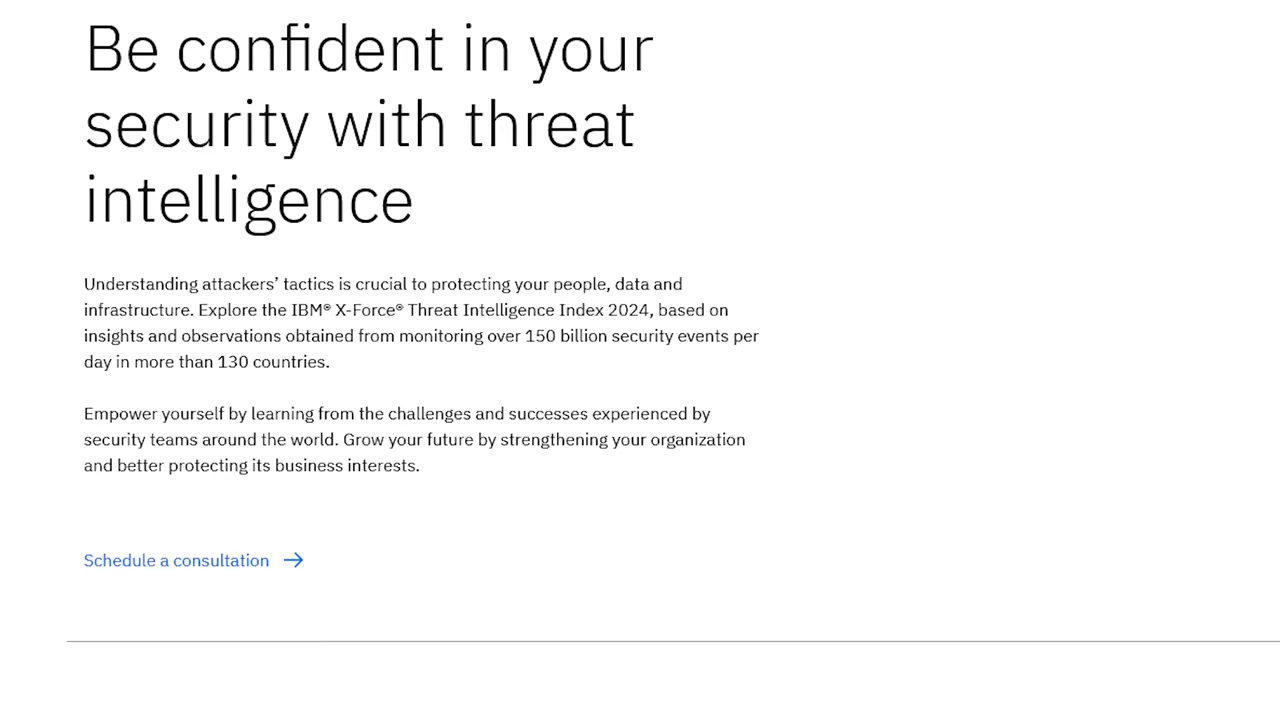 Be confident in your
security with threat
intelligence
Understanding attackers’ tactics is crucial to protecting your people, data and
infrastructure. Explore the IBM® X-Force® Threat Intelligence Index 2024, based on
insights and observations obtained from monitoring over 150 billion security events per
day in more than 130 countries.
Empower yourself by learning from the challenges and successes experienced by
security teams around the world. Grow your future by strengthening your organization
and better protecting its business interests.
Schedule a consultation →